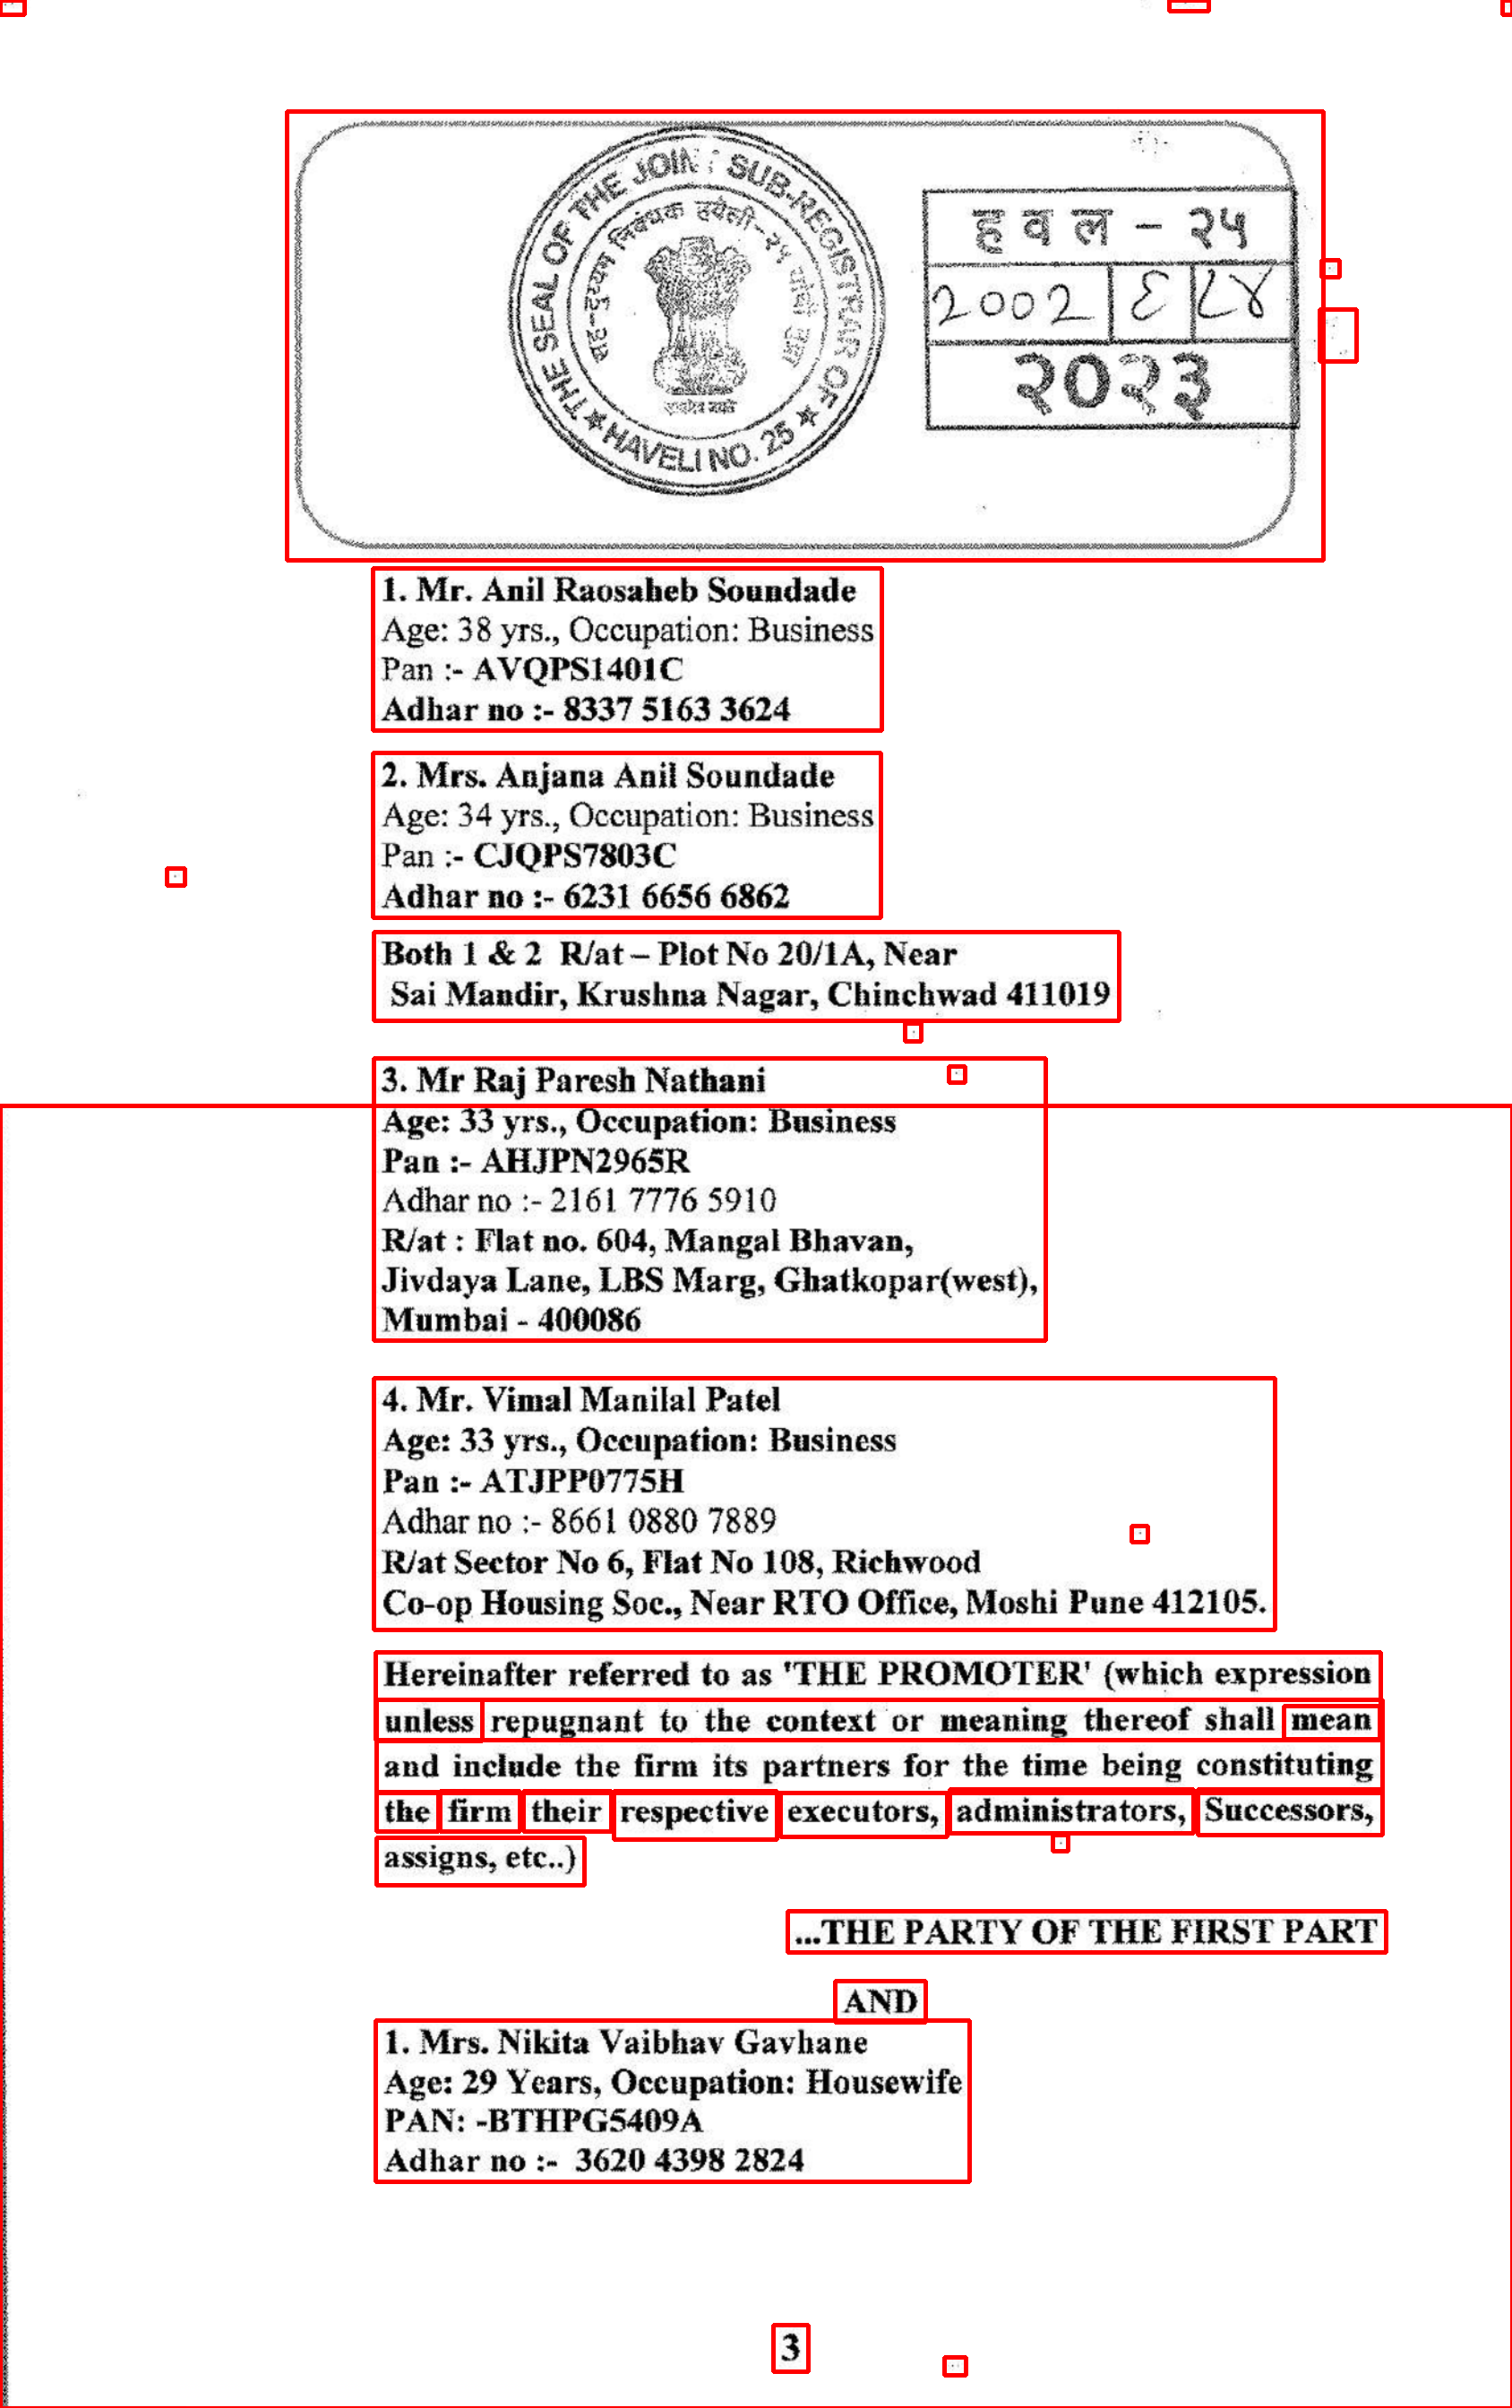 THE SEAL OF THE JOINT SUB-REGISTRAR OF
सह-दुय्यम निबंधक हवेली-२५ यांची मुद्रा
सत्यमेव जयते
★ HAVELI NO. 25 ★
हवल - २५
2002 | ६ | ८४
२०२३
1. Mr. Anil Raosaheb Soundade
Age: 38 yrs., Occupation: Business
Pan :- AVQPS1401C
Adhar no :- 8337 5163 3624
2. Mrs. Anjana Anil Soundade
Age: 34 yrs., Occupation: Business
Pan :- CJQPS7803C
Adhar no :- 6231 6656 6862
Both 1 & 2 R/at – Plot No 20/1A, Near
Sai Mandir, Krushna Nagar, Chinchwad 411019
3. Mr Raj Paresh Nathani
Age: 33 yrs., Occupation: Business
Pan :- AHJPN2965R
Adhar no :- 2161 7776 5910
R/at : Flat no. 604, Mangal Bhavan,
Jivdaya Lane, LBS Marg, Ghatkopar(west),
Mumbai - 400086
4. Mr. Vimal Manilal Patel
Age: 33 yrs., Occupation: Business
Pan :- ATJPP0775H
Adhar no :- 8661 0880 7889
R/at Sector No 6, Flat No 108, Richwood
Co-op Housing Soc., Near RTO Office, Moshi Pune 412105.
Hereinafter referred to as 'THE PROMOTER' (which expression
unless repugnant to the context or meaning thereof shall mean
and include the firm its partners for the time being constituting
the firm their respective executors, administrators, Successors,
assigns, etc..)
...THE PARTY OF THE FIRST PART
AND
1. Mrs. Nikita Vaibhav Gavhane
Age: 29 Years, Occupation: Housewife
PAN: -BTHPG5409A
Adhar no :- 3620 4398 2824
3